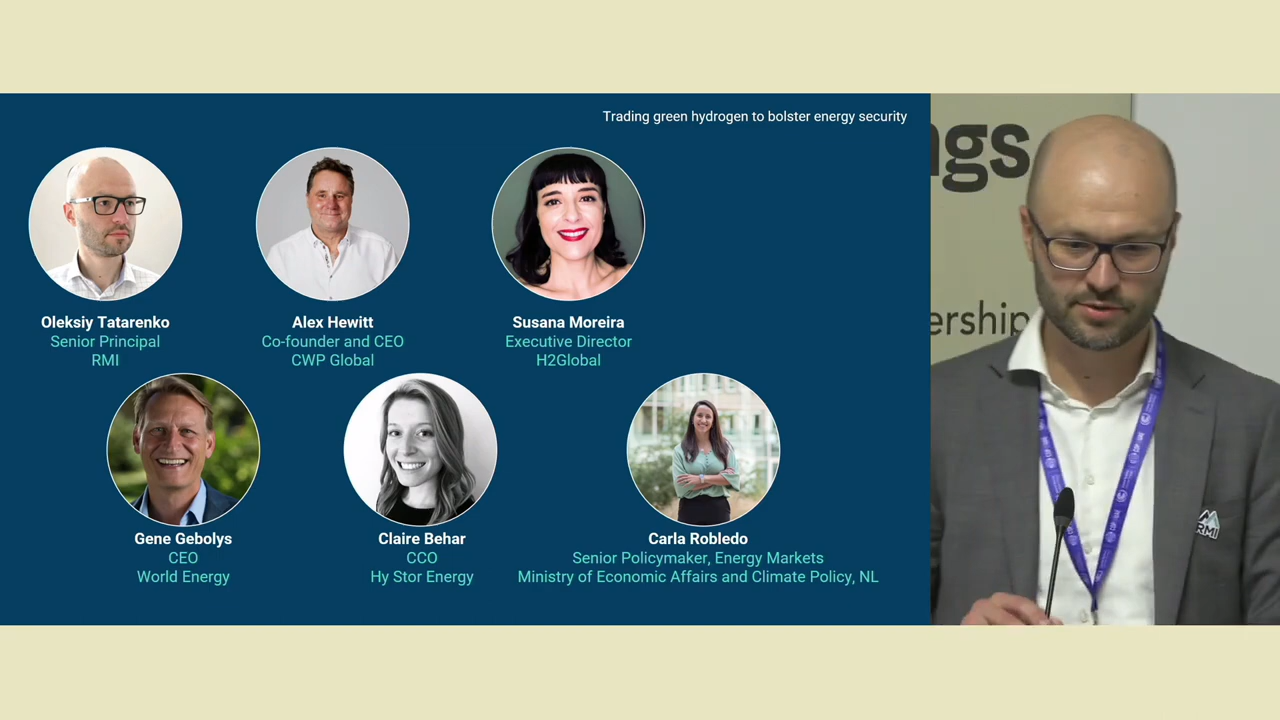 Trading green hydrogen to bolster energy security
Oleksiy Tatarenko
Senior Principal
RMI
Alex Hewitt
Co-founder and CEO
CWP Global
Susana Moreira
Executive Director
H2Global
Gene Gebolys
CEO
World Energy
Claire Behar
CCO
Hy Stor Energy
Carla Robledo
Senior Policymaker, Energy Markets
Ministry of Economic Affairs and Climate Policy, NL
ngs
ership
RMI